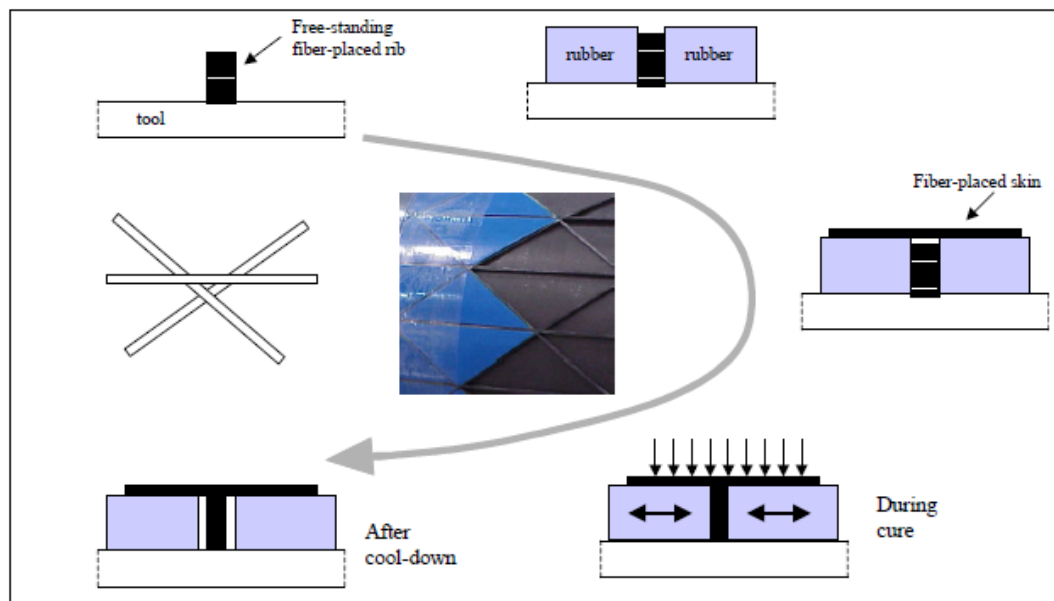 Free-standing
fiber-placed rib
tool
rubber
rubber
Fiber-placed skin
During
cure
After
cool-down